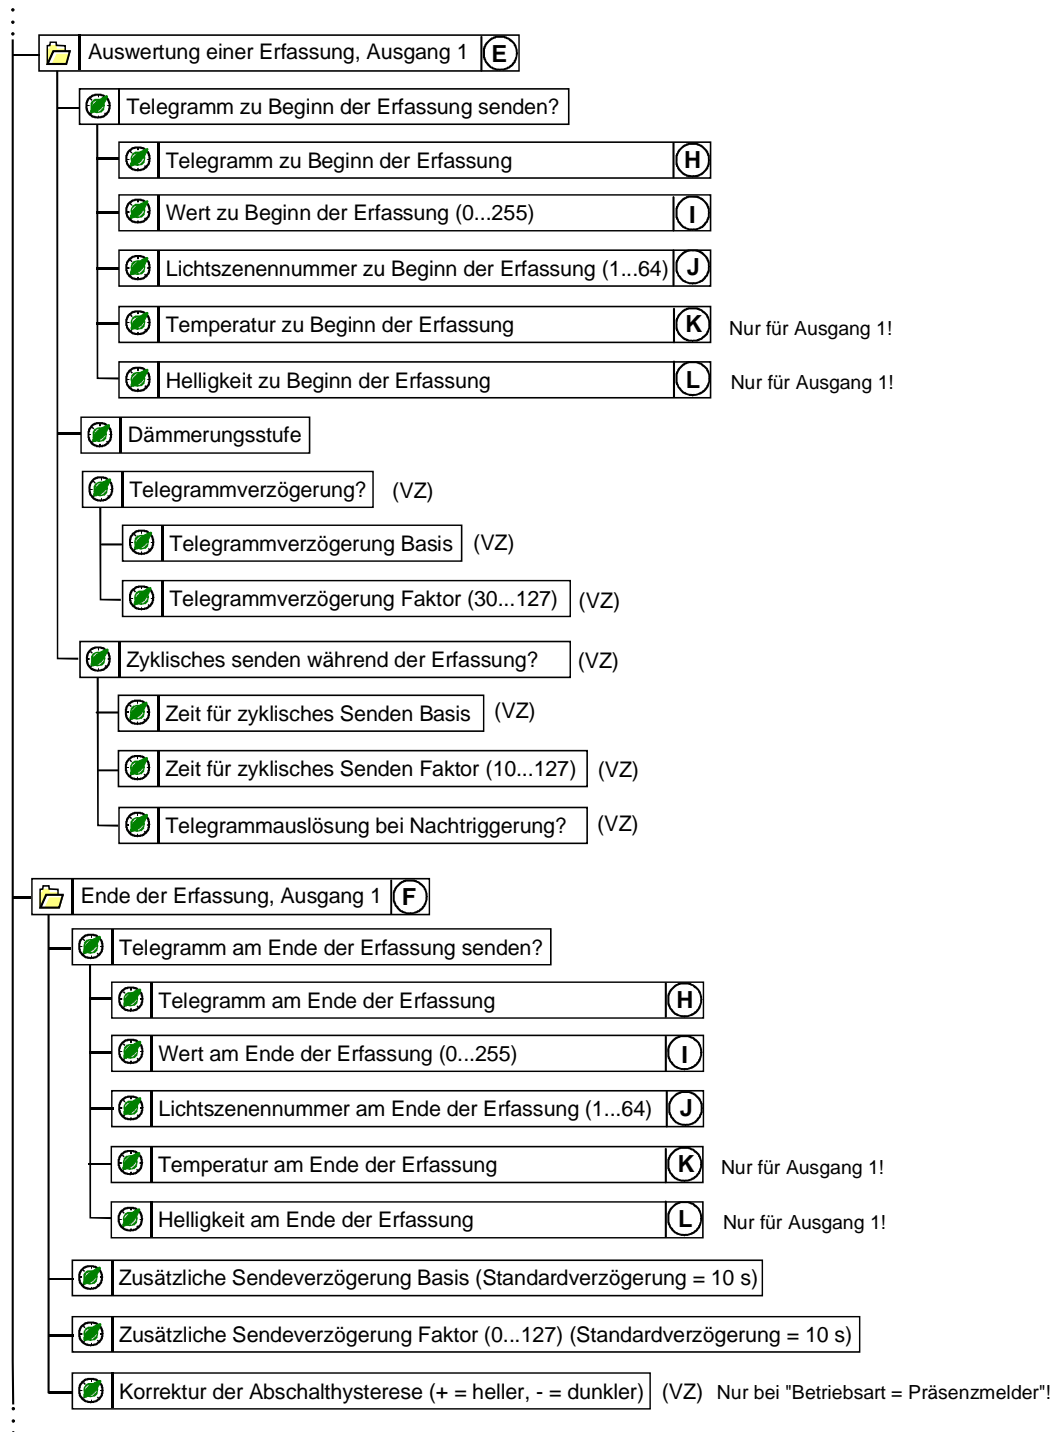 Auswertung einer Erfassung, Ausgang 1 E
Telegramm zu Beginn der Erfassung senden?
Telegramm zu Beginn der Erfassung H
Wert zu Beginn der Erfassung (0...255) I
Lichtszenennummer zu Beginn der Erfassung (1...64) J
Temperatur zu Beginn der Erfassung K Nur für Ausgang 1!
Helligkeit zu Beginn der Erfassung L Nur für Ausgang 1!
Dämmerungsstufe
Telegrammverzögerung? (VZ)
Telegrammverzögerung Basis (VZ)
Telegrammverzögerung Faktor (30...127) (VZ)
Zyklisches senden während der Erfassung? (VZ)
Zeit für zyklisches Senden Basis (VZ)
Zeit für zyklisches Senden Faktor (10...127) (VZ)
Telegrammauslösung bei Nachtriggerung? (VZ)
Ende der Erfassung, Ausgang 1 F
Telegramm am Ende der Erfassung senden?
Telegramm am Ende der Erfassung H
Wert am Ende der Erfassung (0...255) I
Lichtszenennummer am Ende der Erfassung (1...64) J
Temperatur am Ende der Erfassung K Nur für Ausgang 1!
Helligkeit am Ende der Erfassung L Nur für Ausgang 1!
Zusätzliche Sendeverzögerung Basis (Standardverzögerung = 10 s)
Zusätzliche Sendeverzögerung Faktor (0...127) (Standardverzögerung = 10 s)
Korrektur der Abschalthysterese (+ = heller, - = dunkler) (VZ) Nur bei "Betriebsart = Präsenzmelder"!